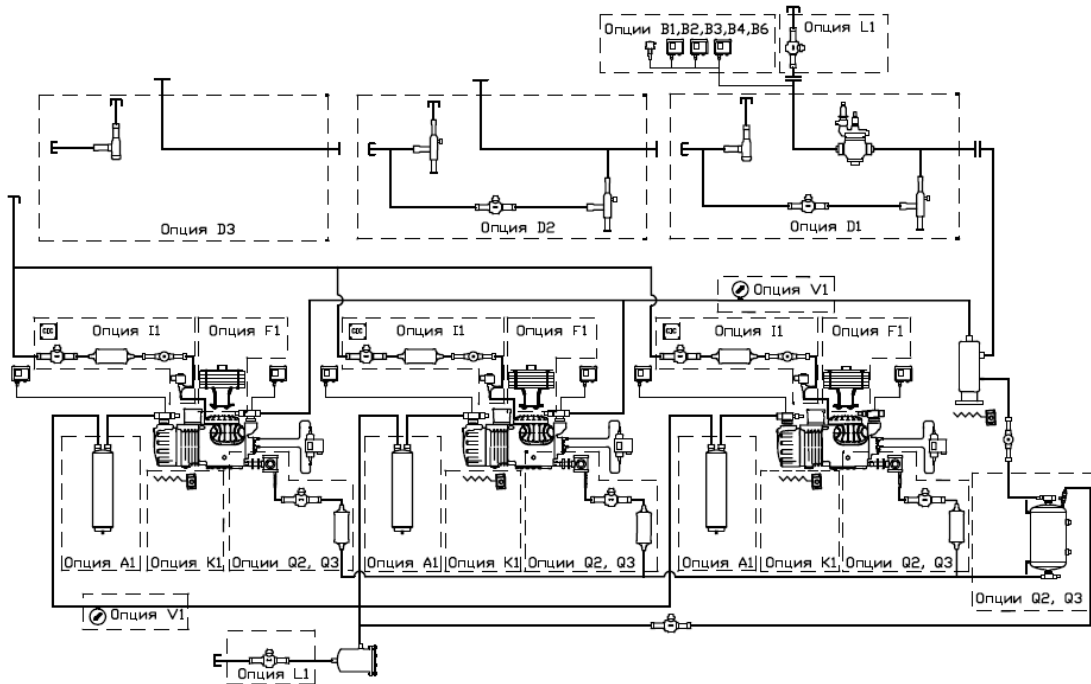 Опции B1,B2,B3,B4,B6
Опция L1
Опция D3
Опция D2
Опция D1
Опция V1
Опция I1
Опция F1
Опция I1
Опция F1
Опция I1
Опция F1
Опция A1
Опция K1
Опции Q2, Q3
Опция A1
Опция K1
Опции Q2, Q3
Опция A1
Опция K1
Опции Q2, Q3
Опции Q2, Q3
Опция V1
Опция L1